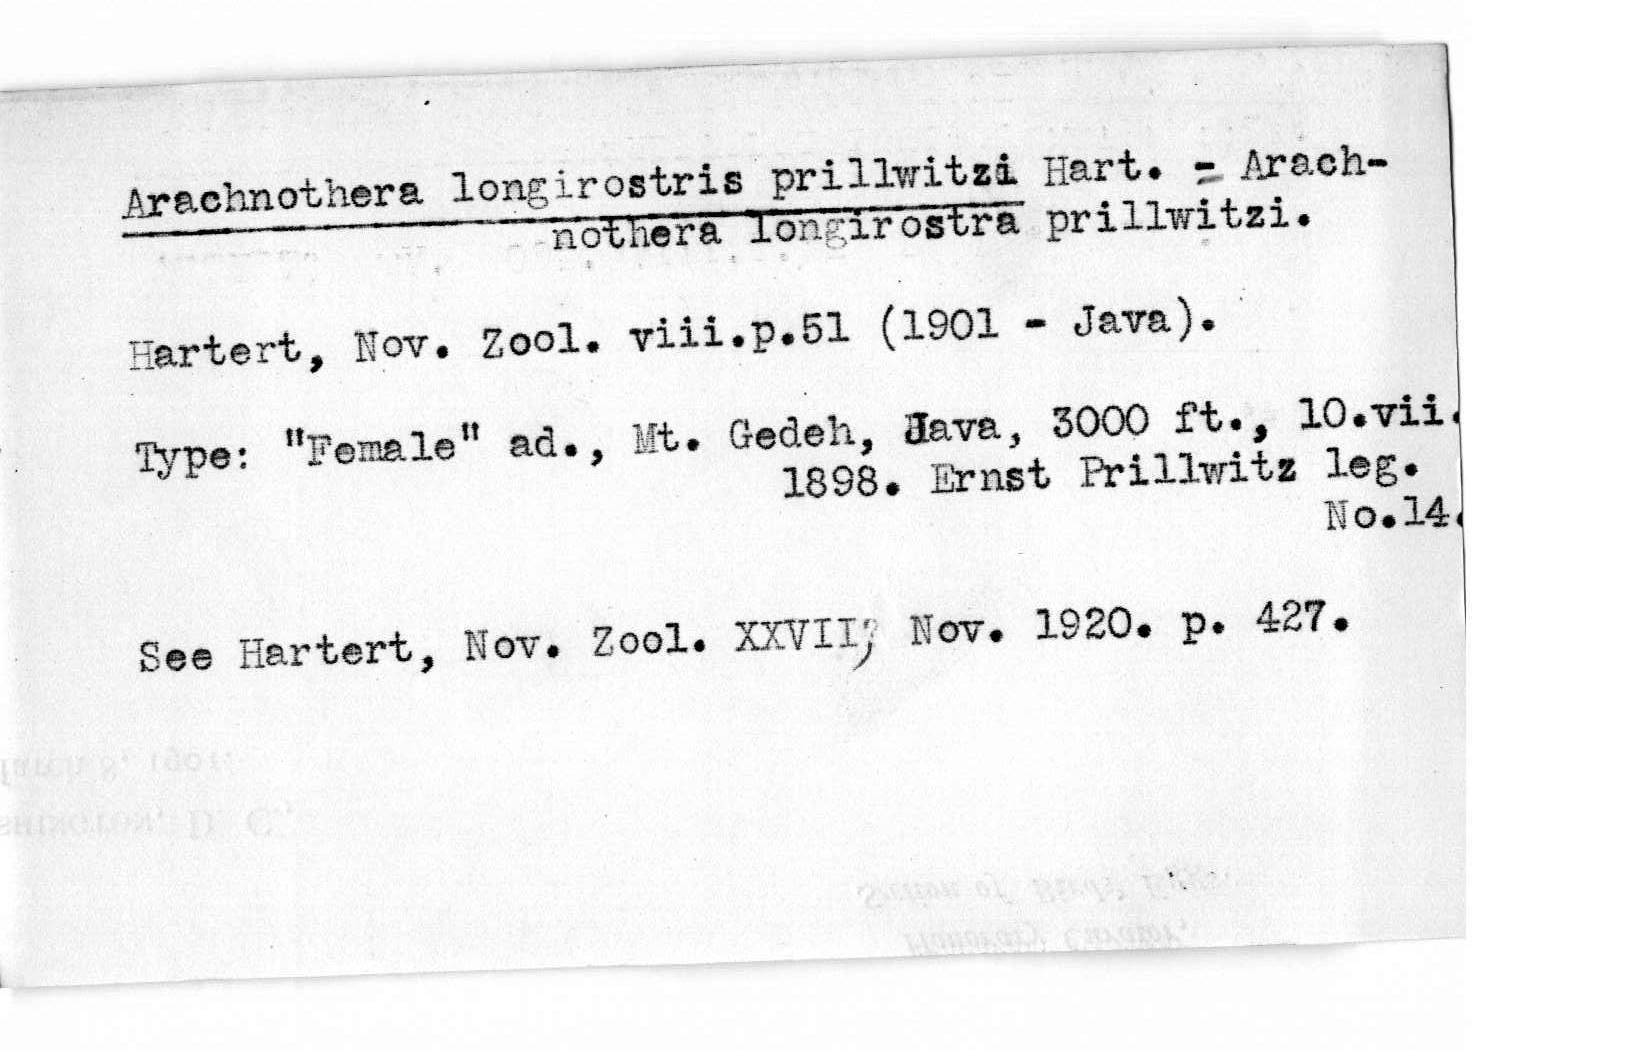 Arachnothera longirostris prillwitzi Hart. = Arach-
nothera longirostra prillwitzi.
Hartert, Nov. Zool. viii.p.51 (1901 - Java).
Type: "Female" ad., Mt. Gedeh, Java, 3000 ft., 10.vii.
1898. Ernst Prillwitz leg.
No.14.
See Hartert, Nov. Zool. XXVII, Nov. 1920. p. 427.